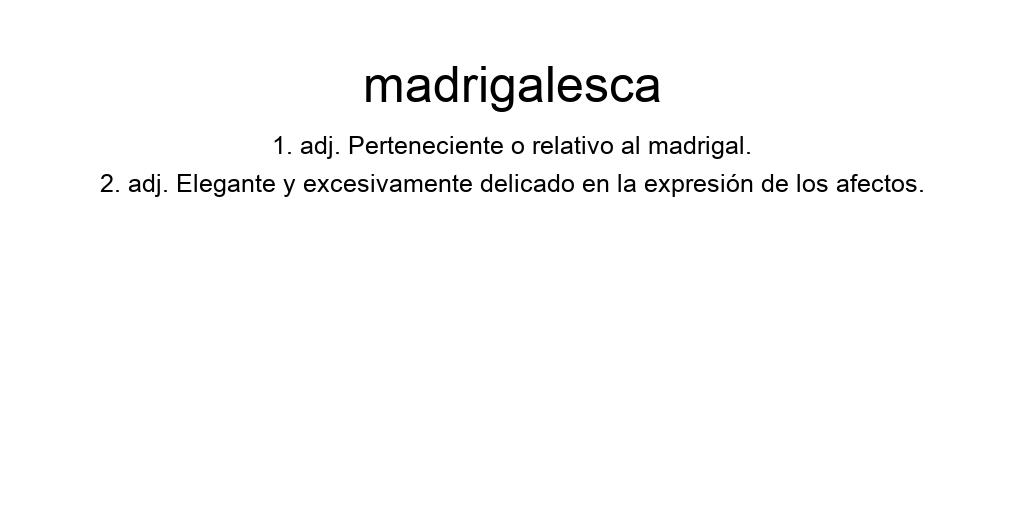 madrigalesca
1. adj. Perteneciente o relativo al madrigal.
2. adj. Elegante y excesivamente delicado en la expresión de los afectos.